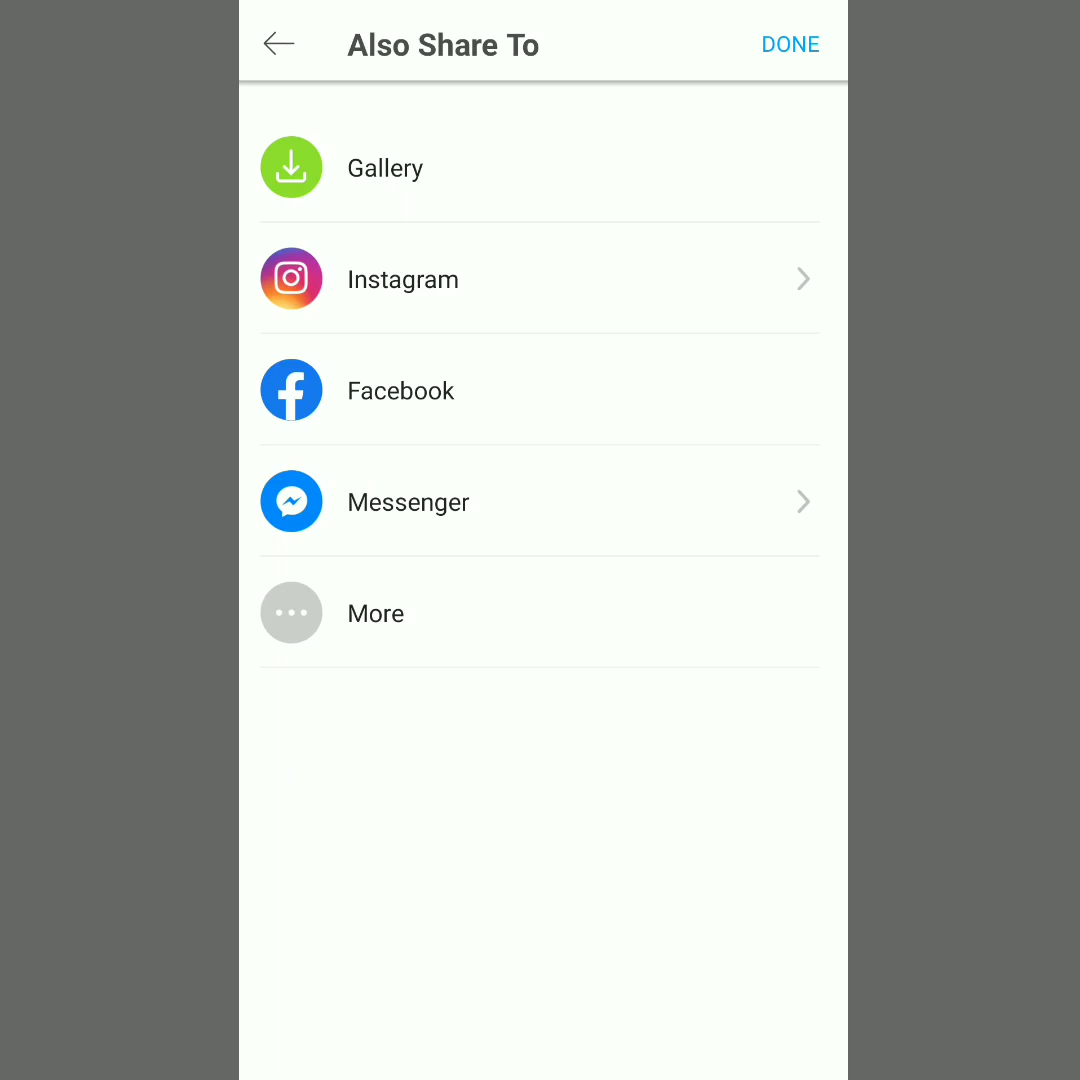 Also Share To
DONE
Gallery
Instagram
Facebook
Messenger
More